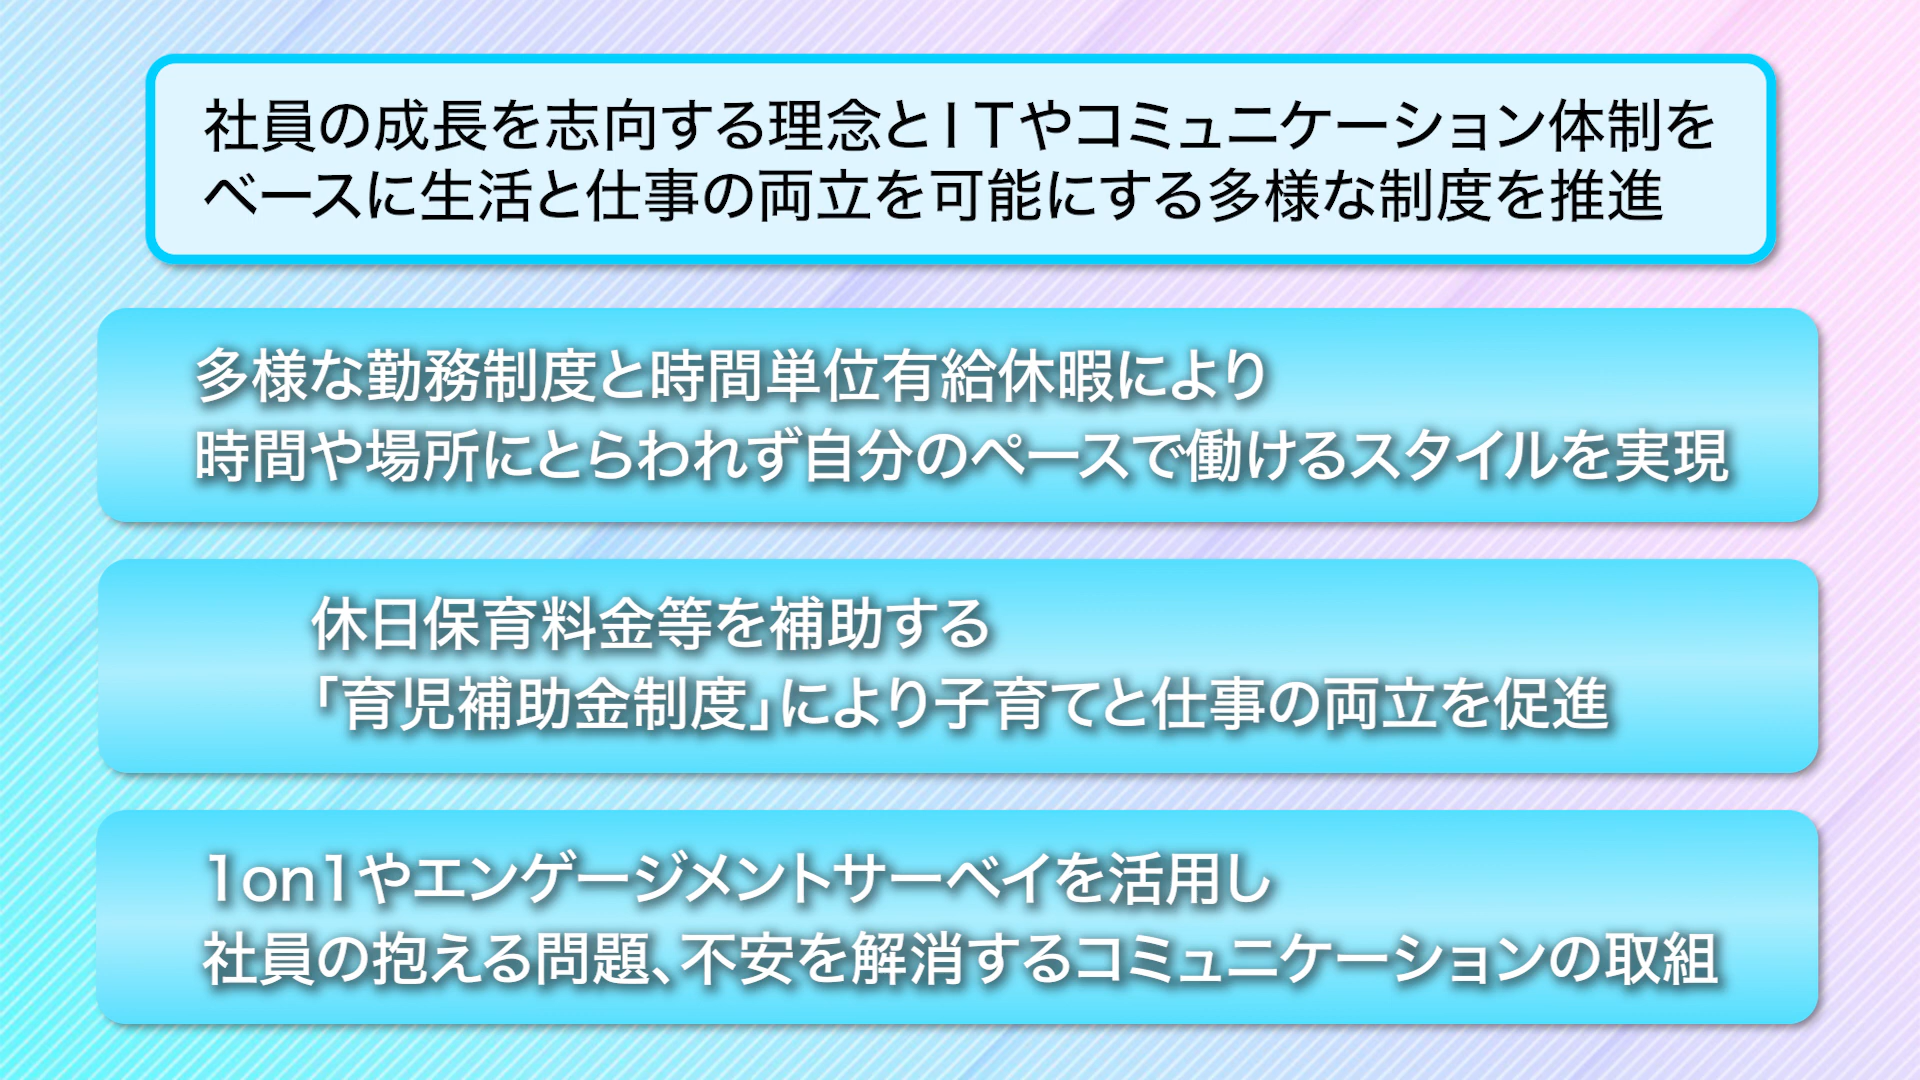 社員の成長を志向する理念とＩＴやコミュニケーション体制を
ベースに生活と仕事の両立を可能にする多様な制度を推進
多様な勤務制度と時間単位有給休暇により
時間や場所にとらわれず自分のペースで働けるスタイルを実現
休日保育料金等を補助する
「育児補助金制度」により子育てと仕事の両立を促進
1on1やエンゲージメントサーベイを活用し
社員の抱える問題、不安を解消するコミュニケーションの取組